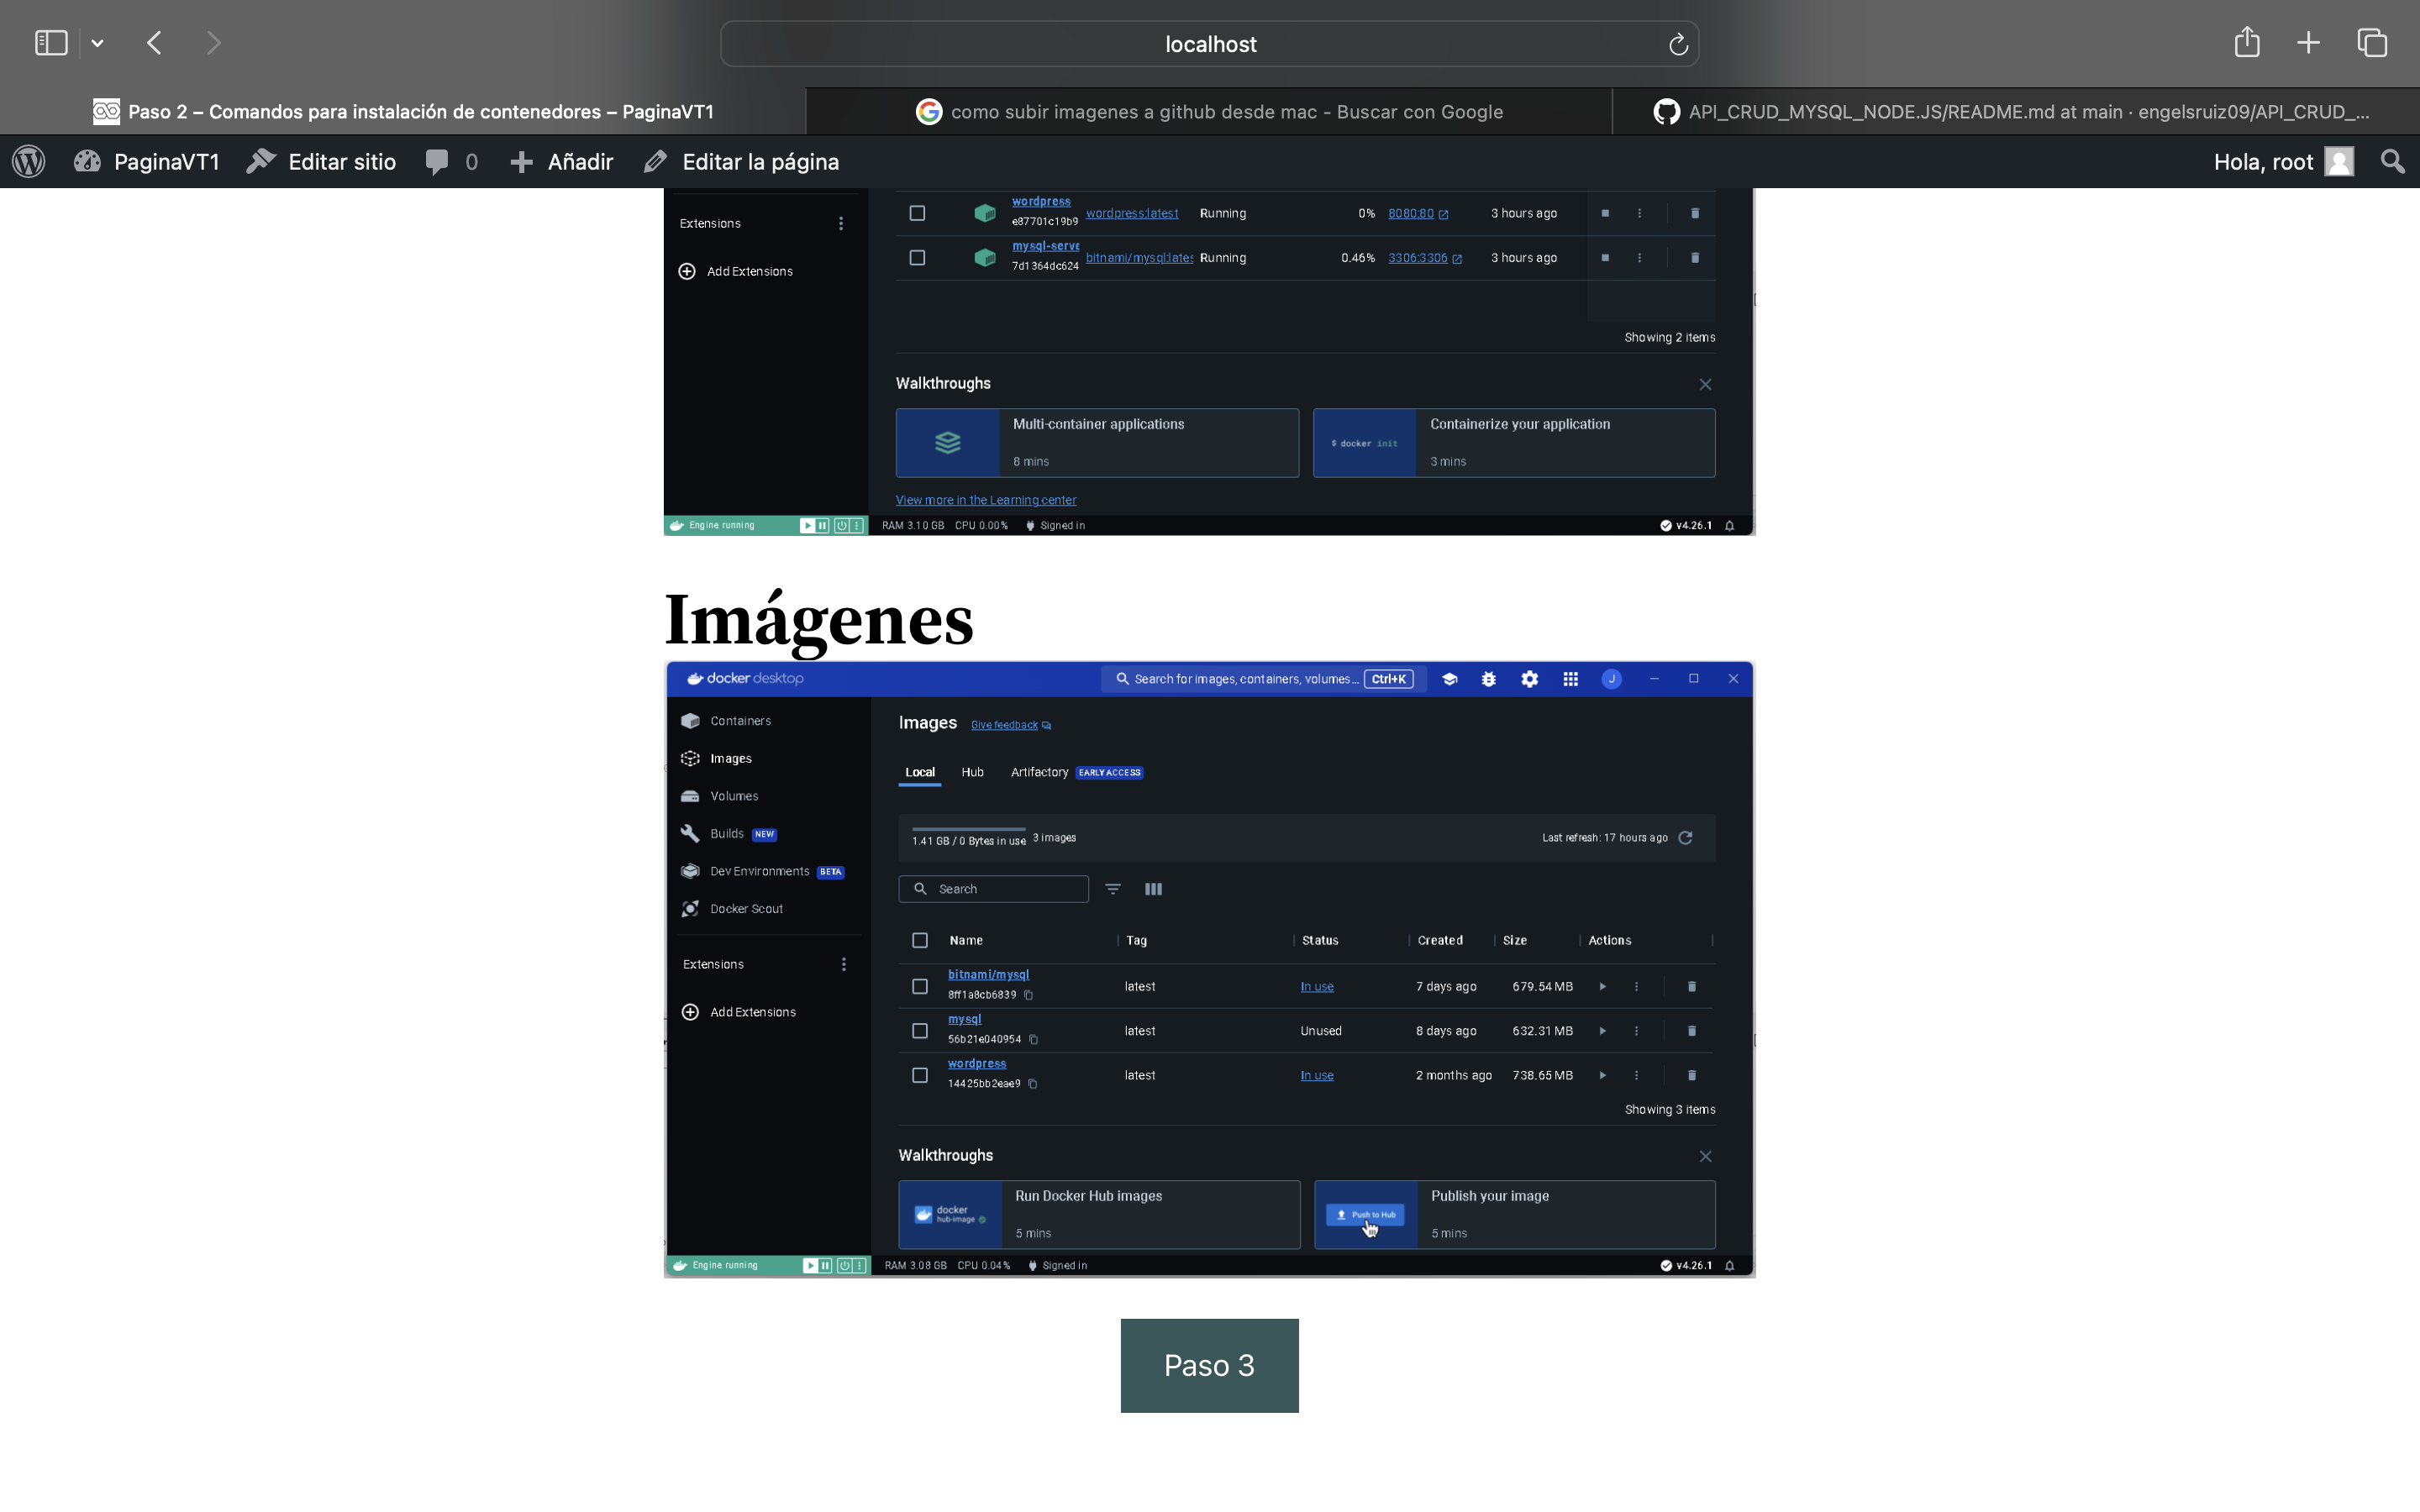 localhost
Paso 2 – Comandos para instalación de contenedores – PaginaVT1
como subir imagenes a github desde mac - Buscar con Google
API_CRUD_MYSQL_NODE.JS/README.md at main · engelsruiz09/API_CRUD_...
PaginaVT1 Editar sitio 0 Añadir Editar la página Hola, root
Extensions
Add Extensions
wordpress
e87701c19b9
wordpress:latest Running 0% 8080:80 3 hours ago
mysql-serve
7d1364dc624
bitnami/mysql:lates Running 0.46% 3306:3306 3 hours ago
Showing 2 items
Walkthroughs
Multi-container applications
8 mins
$ docker init
Containerize your application
3 mins
View more in the Learning center
Engine running RAM 3.10 GB CPU 0.00% Signed in v4.26.1
Imágenes
docker desktop Search for images, containers, volumes... Ctrl+K J
Containers
Images
Volumes
Builds NEW
Dev Environments BETA
Docker Scout
Extensions
Add Extensions
Images Give feedback
Local Hub Artifactory EARLY ACCESS
1.41 GB / 0 Bytes in use 3 images Last refresh: 17 hours ago
Search
Name Tag Status Created Size Actions
bitnami/mysql
8ff1a8cb6839
latest In use 7 days ago 679.54 MB
mysql
56b21e040954
latest Unused 8 days ago 632.31 MB
wordpress
14425bb2eae9
latest In use 2 months ago 738.65 MB
Showing 3 items
Walkthroughs
docker
hub-image
Run Docker Hub images
5 mins
Push to Hub
Publish your image
5 mins
Engine running RAM 3.08 GB CPU 0.04% Signed in v4.26.1
Paso 3